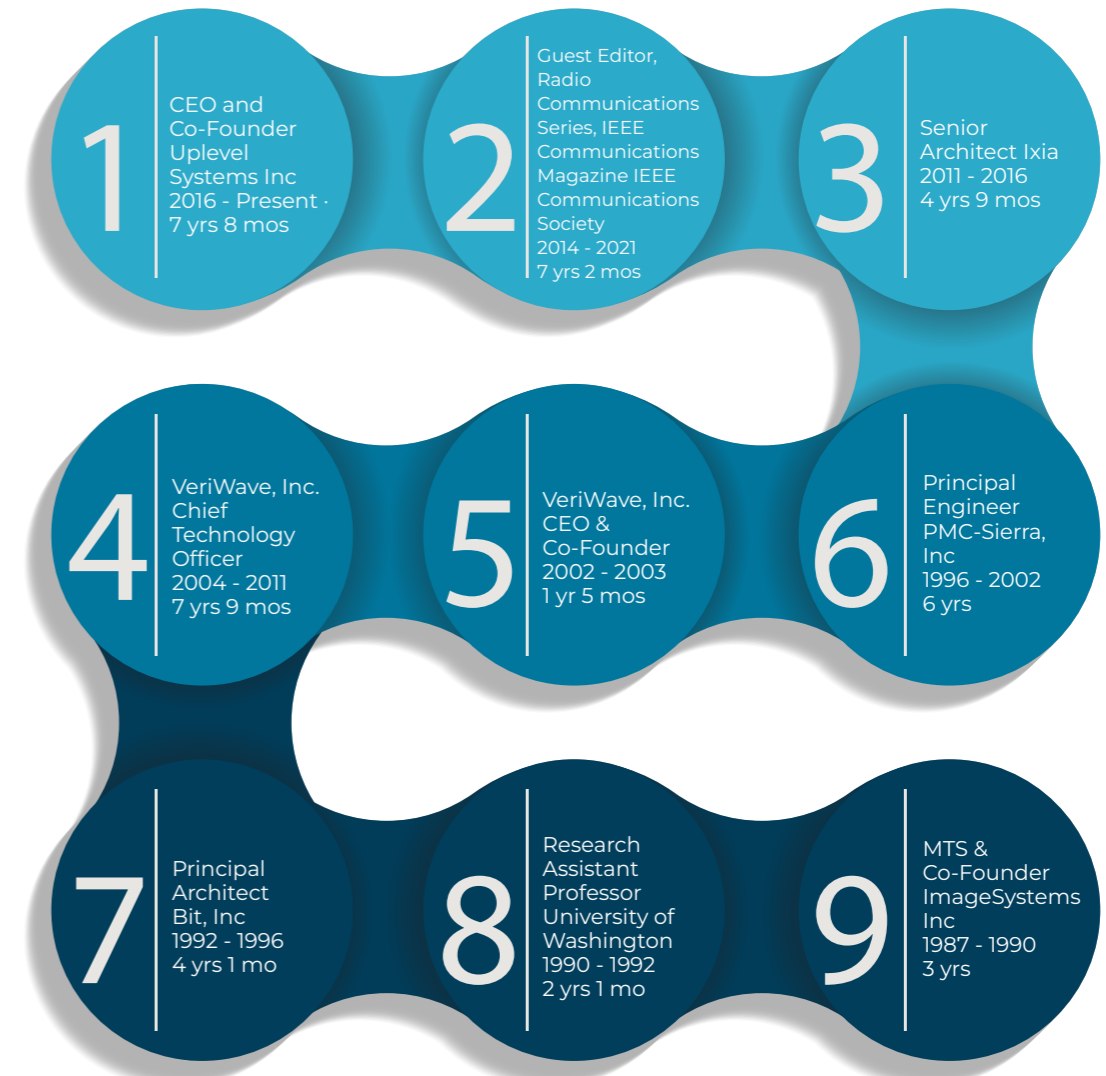 1
CEO and
Co-Founder
Uplevel
Systems Inc
2016 - Present ·
7 yrs 8 mos
2
Guest Editor,
Radio
Communications
Series, IEEE
Communications
Magazine IEEE
Communications
Society
2014 - 2021
7 yrs 2 mos
3
Senior
Architect Ixia
2011 - 2016
4 yrs 9 mos
4
VeriWave, Inc.
Chief
Technology
Officer
2004 - 2011
7 yrs 9 mos
5
VeriWave, Inc.
CEO &
Co-Founder
2002 - 2003
1 yr 5 mos
6
Principal
Engineer
PMC-Sierra,
Inc
1996 - 2002
6 yrs
7
Principal
Architect
Bit, Inc
1992 - 1996
4 yrs 1 mo
8
Research
Assistant
Professor
University of
Washington
1990 - 1992
2 yrs 1 mo
9
MTS &
Co-Founder
ImageSystems
Inc
1987 - 1990
3 yrs